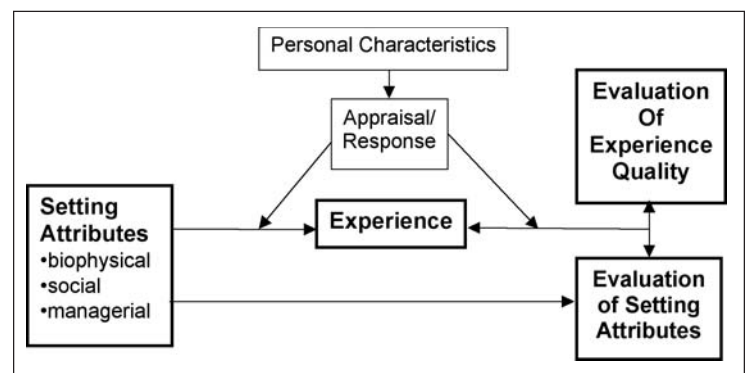 Personal Characteristics
Appraisal/
Response
Evaluation
Of
Experience
Quality
Setting
Attributes
•biophysical
•social
•managerial
Experience
Evaluation
of Setting
Attributes